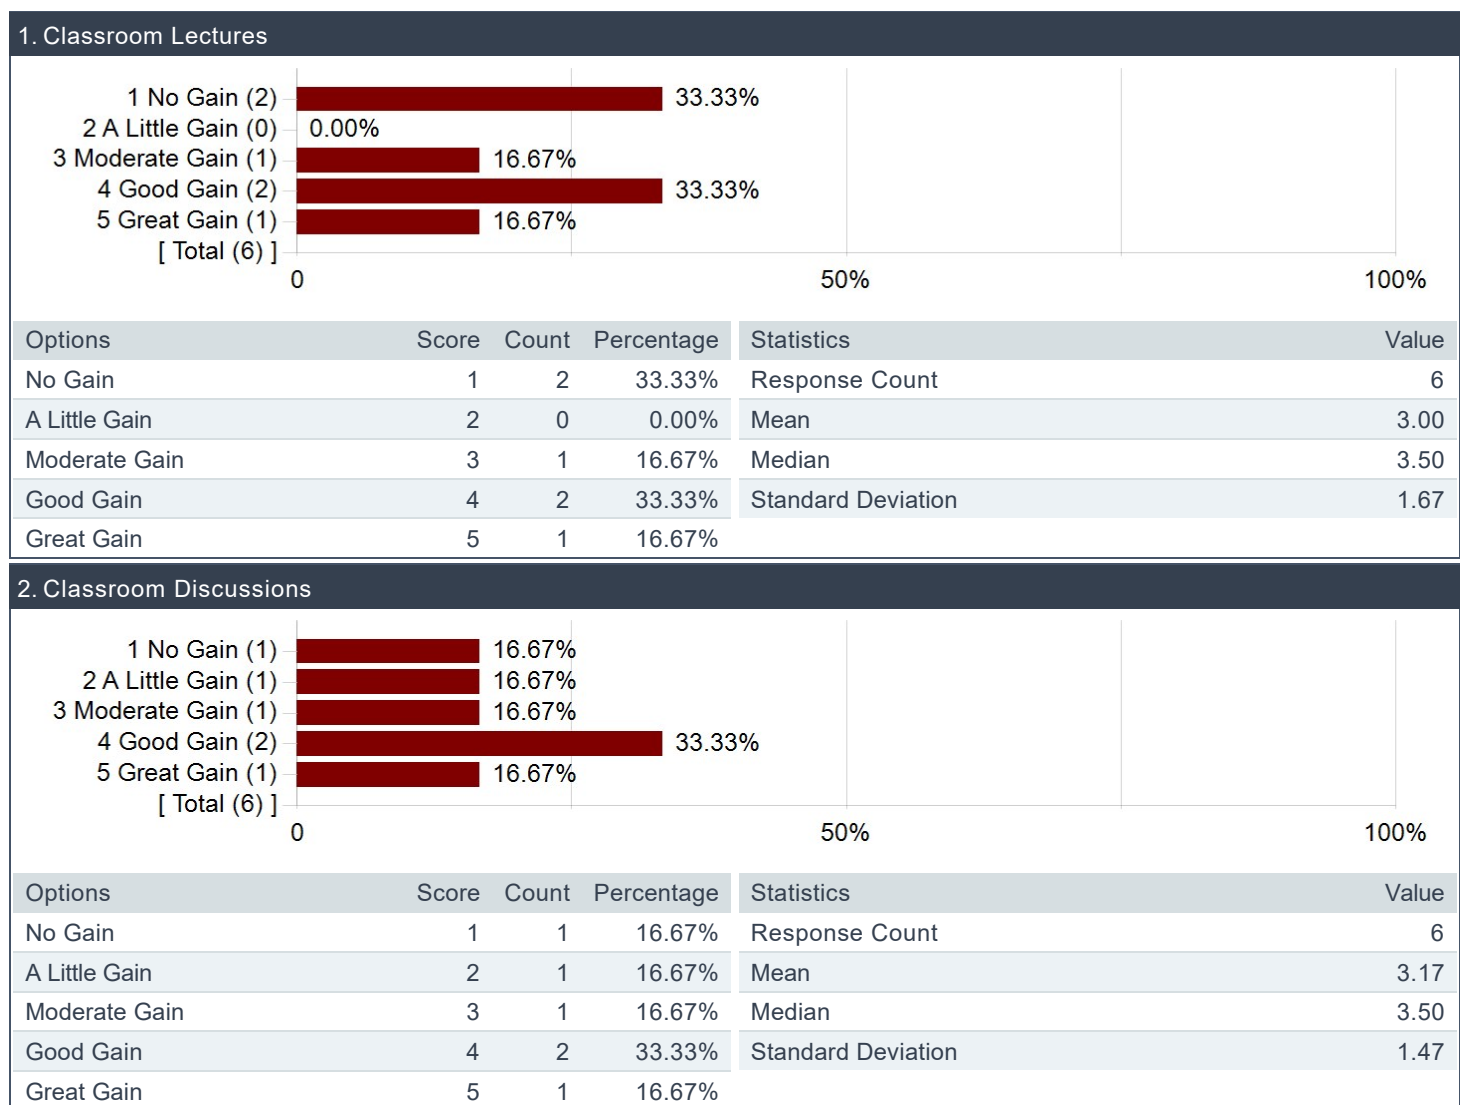 1. Classroom Lectures
1 No Gain (2) 33.33%
2 A Little Gain (0) 0.00%
3 Moderate Gain (1) 16.67%
4 Good Gain (2) 33.33%
5 Great Gain (1) 16.67%
[ Total (6) ]
0 50% 100%
Options Score Count Percentage Statistics Value
No Gain 1 2 33.33% Response Count 6
A Little Gain 2 0 0.00% Mean 3.00
Moderate Gain 3 1 16.67% Median 3.50
Good Gain 4 2 33.33% Standard Deviation 1.67
Great Gain 5 1 16.67%
2. Classroom Discussions
1 No Gain (1) 16.67%
2 A Little Gain (1) 16.67%
3 Moderate Gain (1) 16.67%
4 Good Gain (2) 33.33%
5 Great Gain (1) 16.67%
[ Total (6) ]
0 50% 100%
Options Score Count Percentage Statistics Value
No Gain 1 1 16.67% Response Count 6
A Little Gain 2 1 16.67% Mean 3.17
Moderate Gain 3 1 16.67% Median 3.50
Good Gain 4 2 33.33% Standard Deviation 1.47
Great Gain 5 1 16.67%